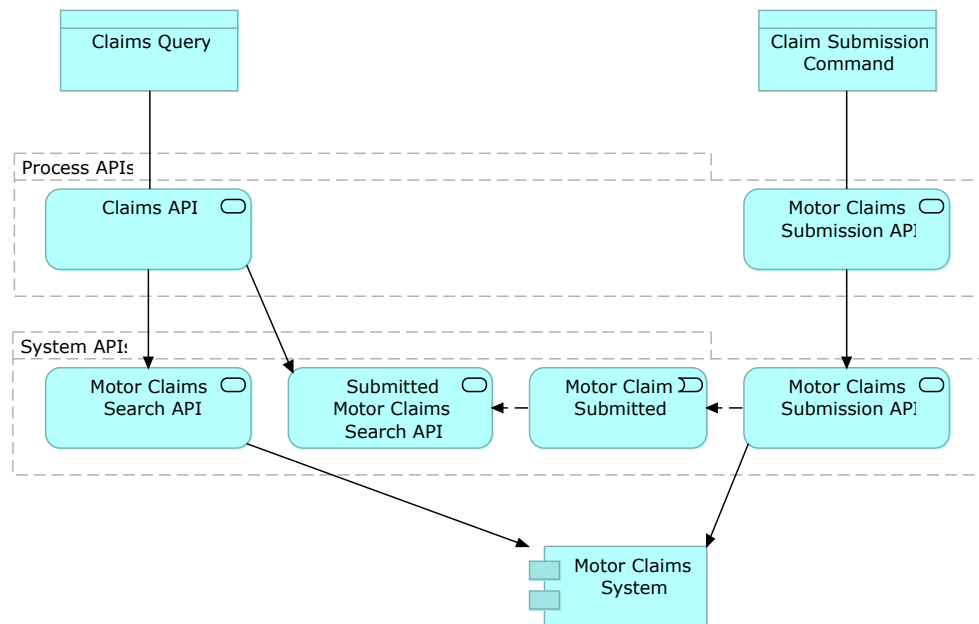 Claims Query
Claim Submission
Command
Process APIs
Claims API
Motor Claims
Submission API
System APIs
Motor Claims
Search API
Submitted
Motor Claims
Search API
Motor Claim
Submitted
Motor Claims
Submission API
Motor Claims
System